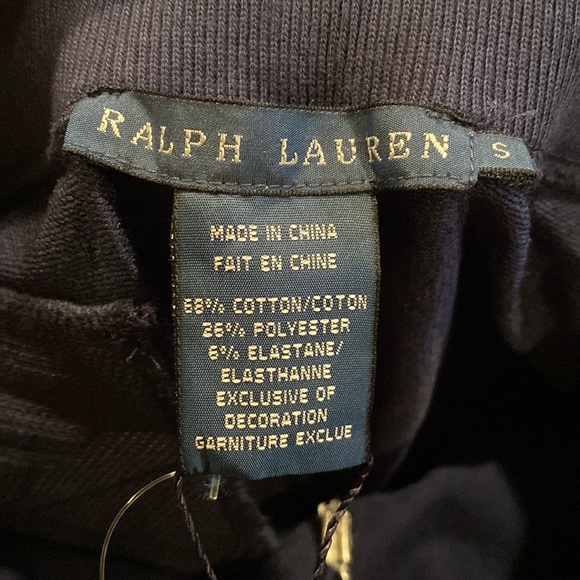 RALPH LAUREN S
MADE IN CHINA
FAIT EN CHINE
68% COTTON/COTON
26% POLYESTER
6% ELASTANE/
ELASTHANNE
EXCLUSIVE OF
DECORATION
GARNITURE EXCLUE